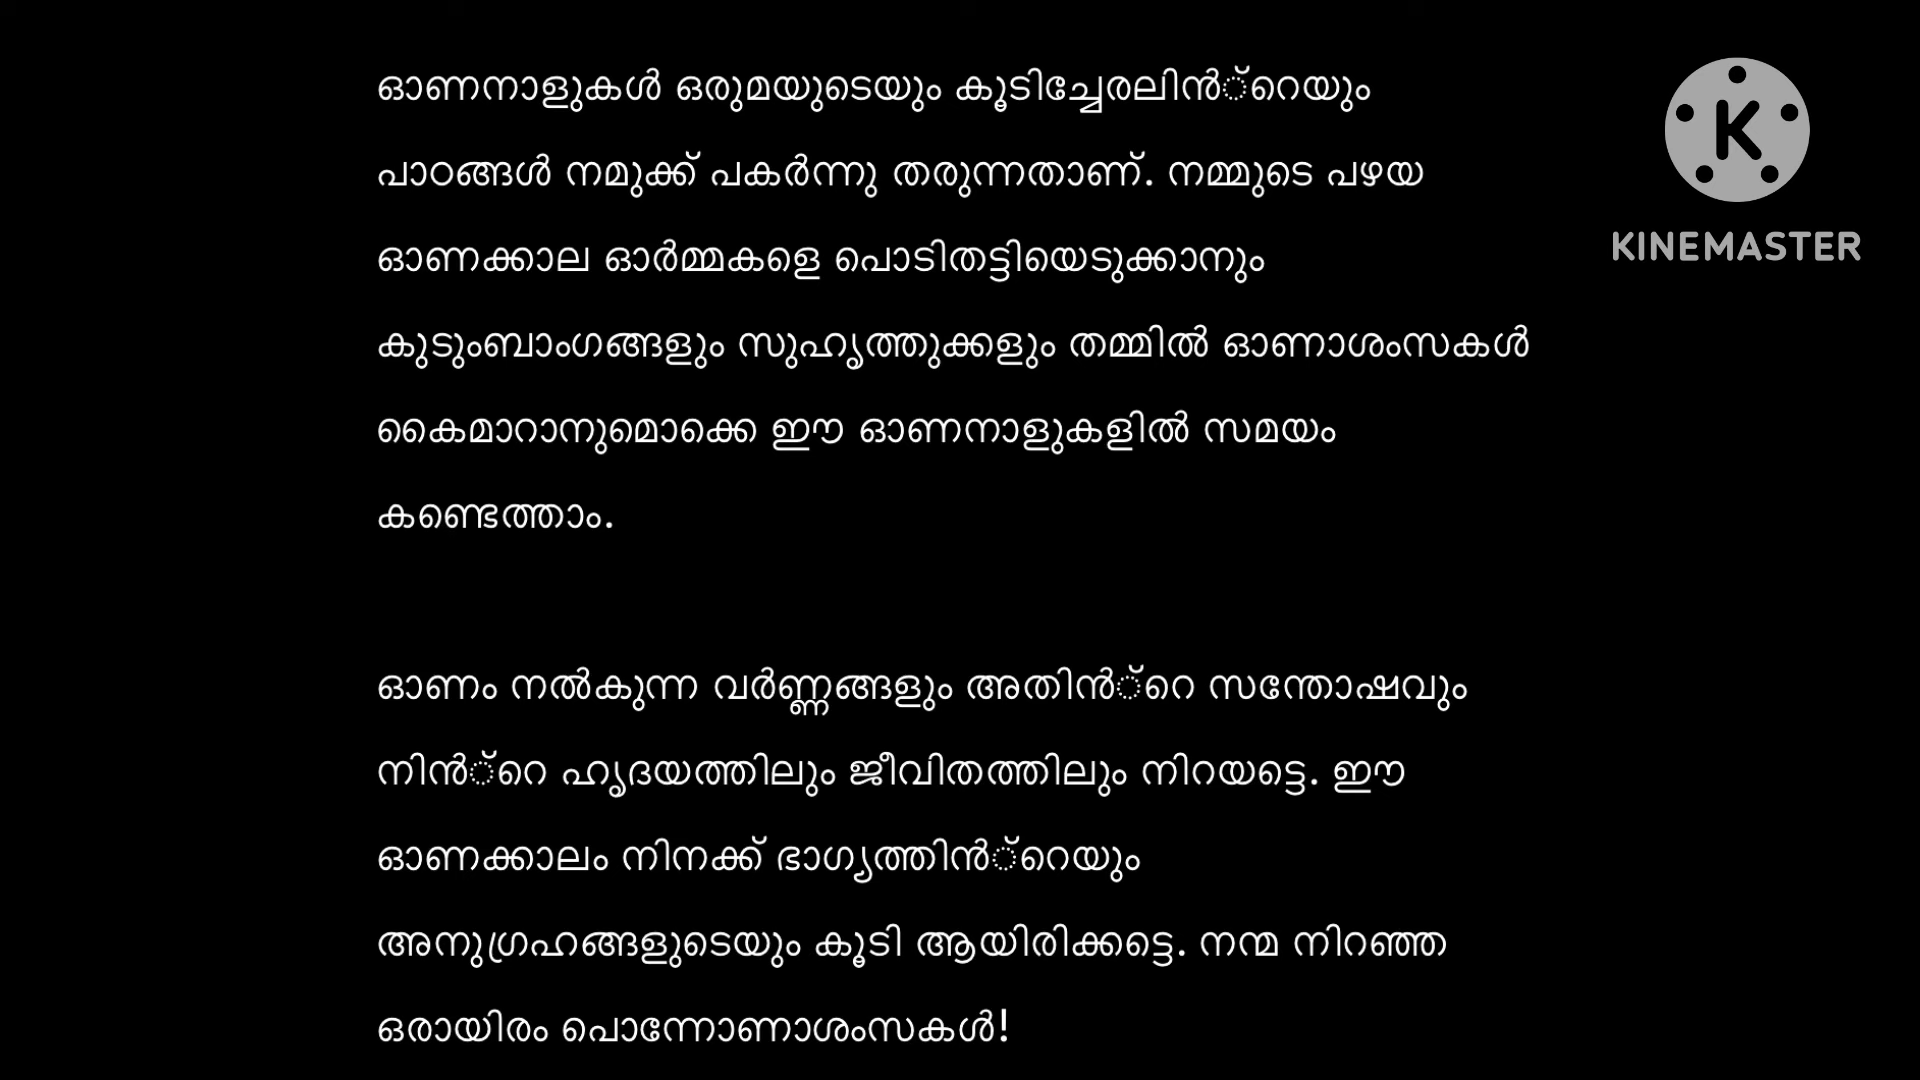 ഓണനാളുകൾ ഒരുമയുടെയും കൂടിച്ചേരലിൻ്റെയും
പാഠങ്ങൾ നമുക്ക് പകർന്നു തരുന്നതാണ്. നമ്മുടെ പഴയ
ഓണക്കാല ഓർമ്മകളെ പൊടിതട്ടിയെടുക്കാനും
കുടുംബാംഗങ്ങളും സുഹൃത്തുക്കളും തമ്മിൽ ഓണാശംസകൾ
കൈമാറാനുമൊക്കെ ഈ ഓണനാളുകളിൽ സമയം
കണ്ടെത്താം.
ഓണം നൽകുന്ന വർണ്ണങ്ങളും അതിൻ്റെ സന്തോഷവും
നിൻ്റെ ഹൃദയത്തിലും ജീവിതത്തിലും നിറയട്ടെ. ഈ
ഓണക്കാലം നിനക്ക് ഭാഗ്യത്തിൻ്റെയും
അനുഗ്രഹങ്ങളുടെയും കൂടി ആയിരിക്കട്ടെ. നന്മ നിറഞ്ഞ
ഒരായിരം പൊന്നോണാശംസകൾ!
K
KINEMASTER